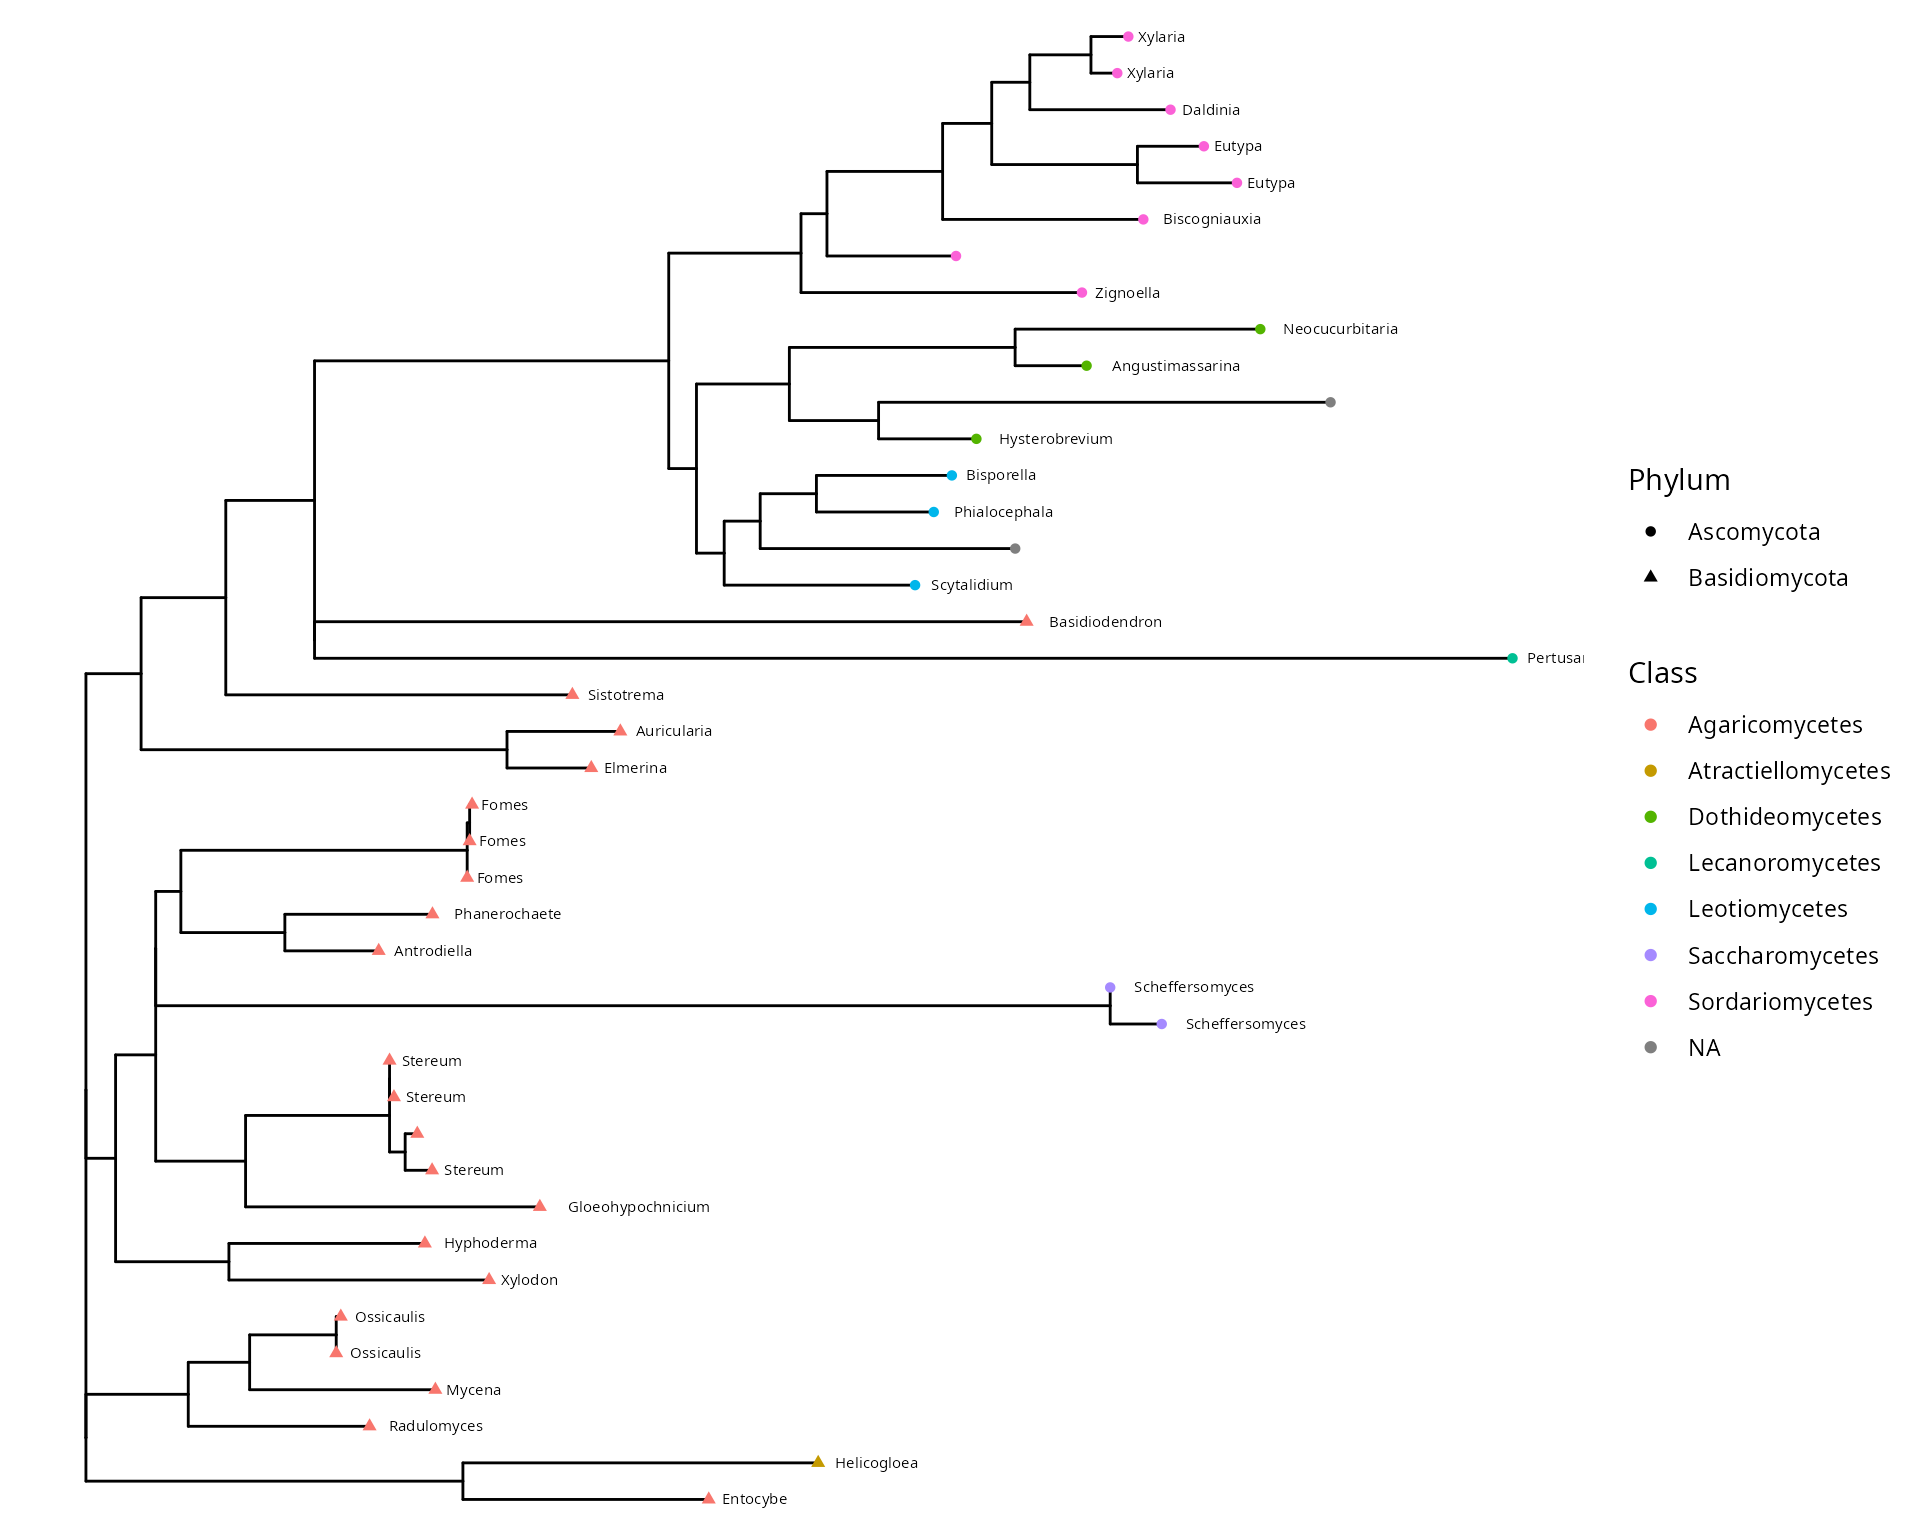 Xylaria
Xylaria
Daldinia
Eutypa
Eutypa
Biscogniauxia
Zignoella
Neocucurbitaria
Angustimassarina
Hysterobrevium
Bisporella
Phialocephala
Scytalidium
Basidiodendron
Pertusar
Sistotrema
Auricularia
Elmerina
Fomes
Fomes
Fomes
Phanerochaete
Antrodiella
Scheffersomyces
Scheffersomyces
Stereum
Stereum
Stereum
Gloeohypochnicium
Hyphoderma
Xylodon
Ossicaulis
Ossicaulis
Mycena
Radulomyces
Helicogloea
Entocybe
Phylum
Ascomycota
Basidiomycota
Class
Agaricomycetes
Atractiellomycetes
Dothideomycetes
Lecanoromycetes
Leotiomycetes
Saccharomycetes
Sordariomycetes
NA